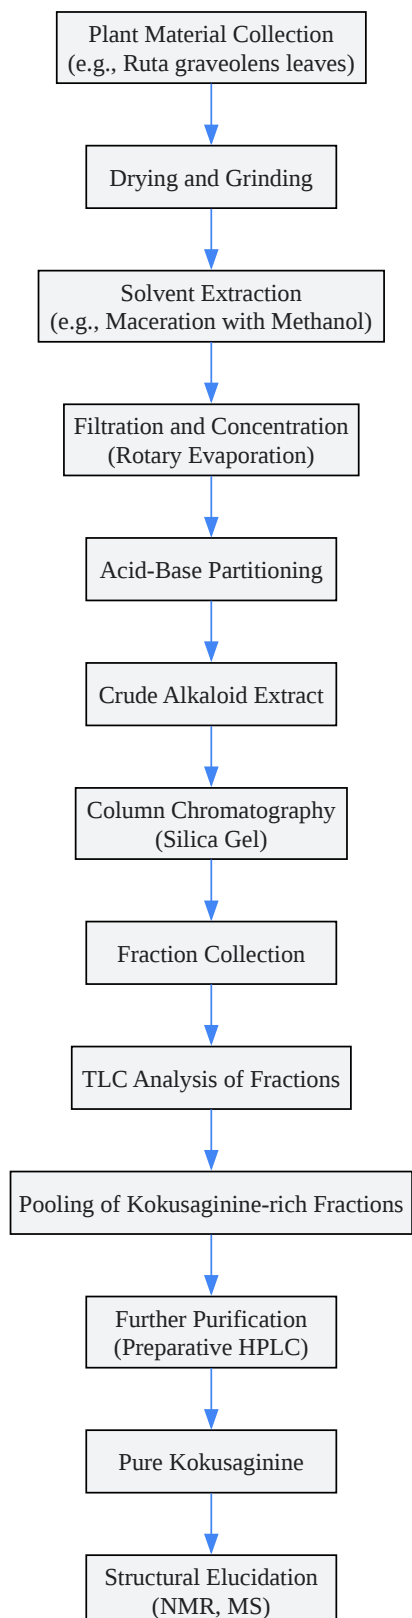 Plant Material Collection
(e.g., Ruta graveolens leaves)
Drying and Grinding
Solvent Extraction
(e.g., Maceration with Methanol)
Filtration and Concentration
(Rotary Evaporation)
Acid-Base Partitioning
Crude Alkaloid Extract
Column Chromatography
(Silica Gel)
Fraction Collection
TLC Analysis of Fractions
Pooling of Kokusaginine-rich Fractions
Further Purification
(Preparative HPLC)
Pure Kokusaginine
Structural Elucidation
(NMR, MS)